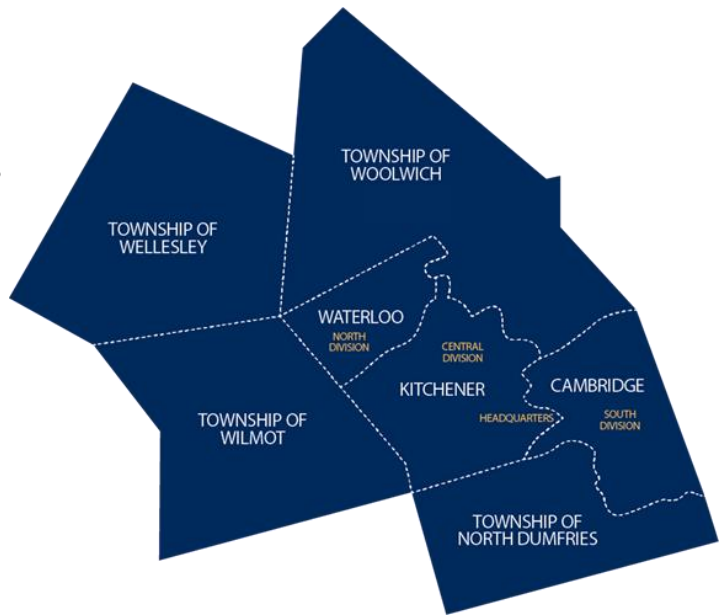 TOWNSHIP OF
WOOLWICH
TOWNSHIP OF
WELLESLEY
WATERLOO
NORTH
DIVISION
CENTRAL
DIVISION
KITCHENER
CAMBRIDGE
HEADQUARTERS
SOUTH
DIVISION
TOWNSHIP OF
WILMOT
TOWNSHIP OF
NORTH DUMFRIES